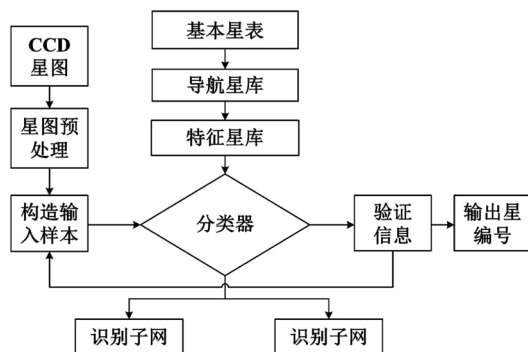 CCD
星图
星图预
处理
构造输
入样本
基本星表
导航星库
特征星库
分类器
验证
信息
输出星
编号
识别子网
识别子网